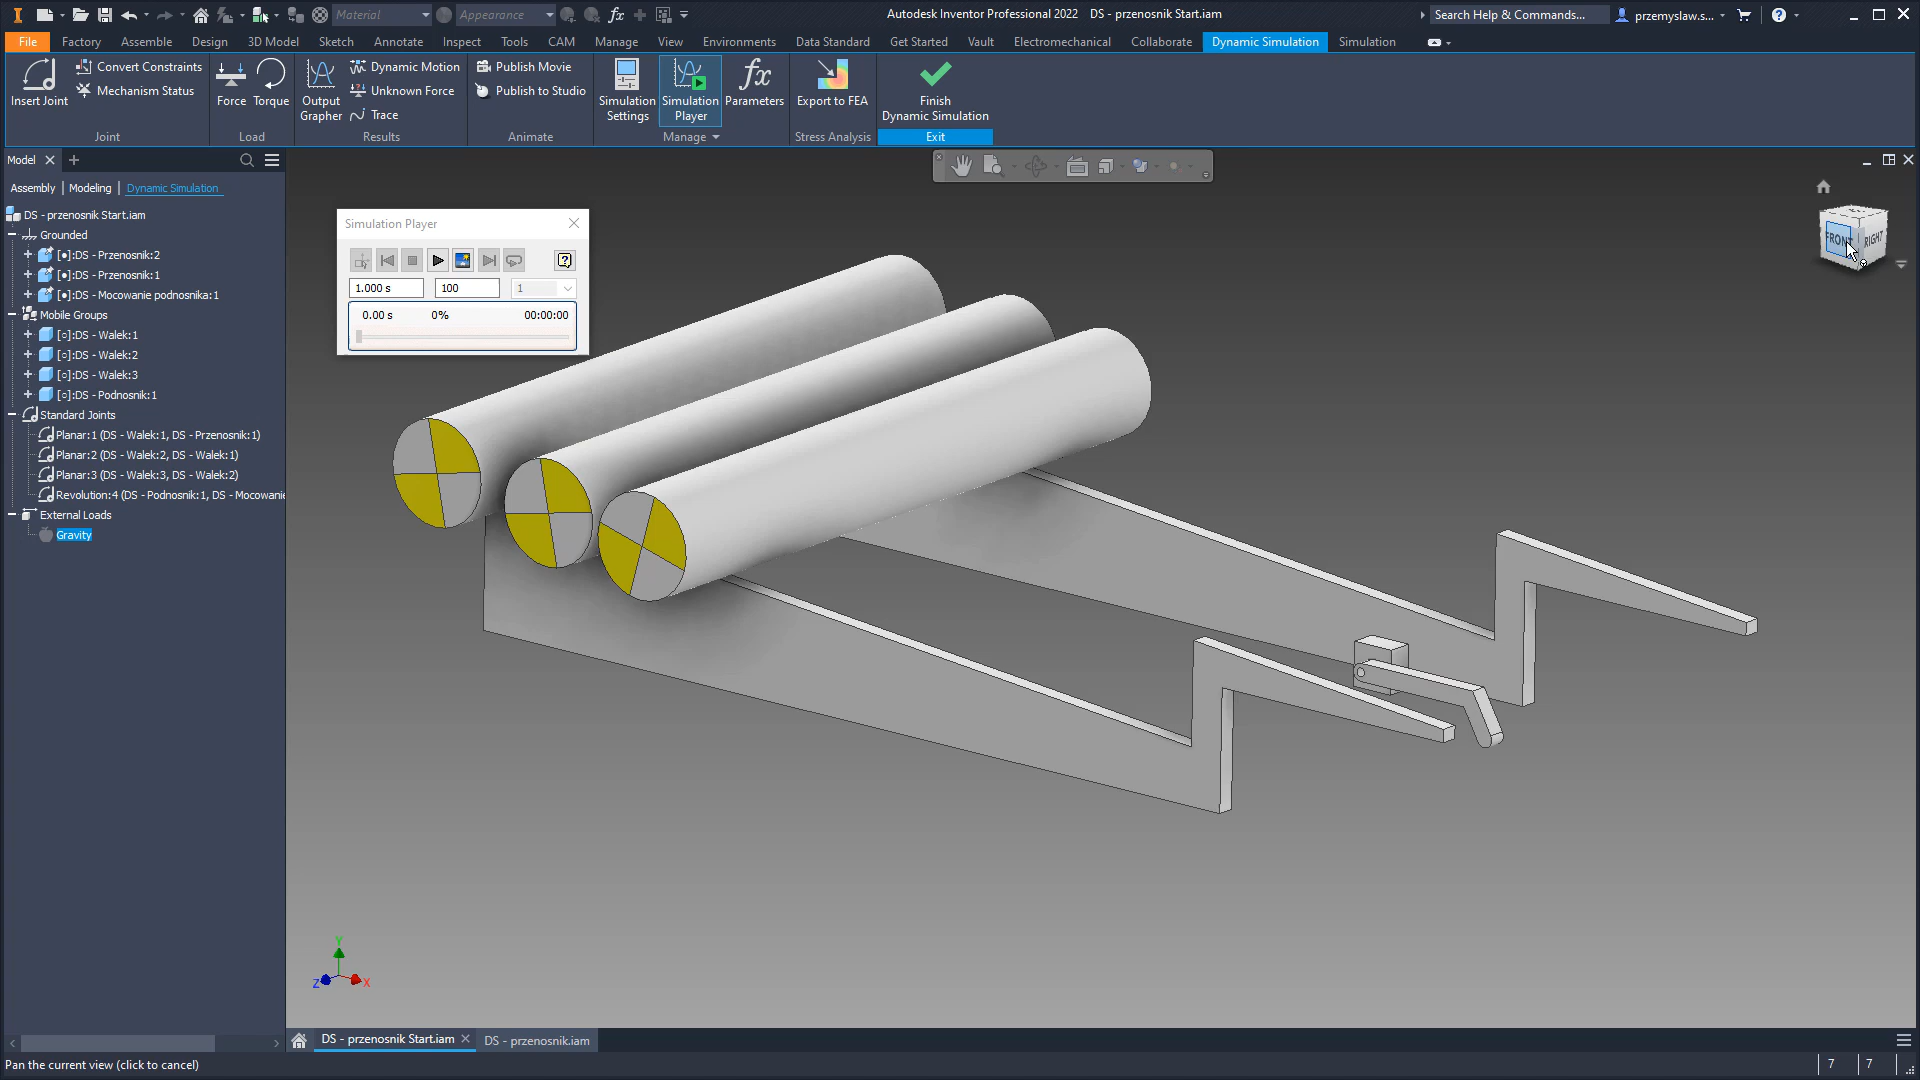 Material
Appearance
Autodesk Inventor Professional 2022 DS - przenosnik Start.iam
Search Help & Commands...
przemyslaw.s...
File
Factory
Assemble
Design
3D Model
Sketch
Annotate
Inspect
Tools
CAM
Manage
View
Environments
Data Standard
Get Started
Vault
Electromechanical
Collaborate
Dynamic Simulation
Simulation
Insert Joint
Convert Constraints
Mechanism Status
Joint
Force
Torque
Load
Output Grapher
Dynamic Motion
Unknown Force
Trace
Results
Publish Movie
Publish to Studio
Animate
Simulation Settings
Simulation Player
Parameters
Manage
Export to FEA
Stress Analysis
Finish
Dynamic Simulation
Exit
Model
Assembly | Modeling | Dynamic Simulation
DS - przenosnik Start.iam
Grounded
[●]:DS - Przenosnik:2
[●]:DS - Przenosnik:1
[●]:DS - Mocowanie podnosnika:1
Mobile Groups
[○]:DS - Walek:1
[○]:DS - Walek:2
[○]:DS - Walek:3
[○]:DS - Podnosnik:1
Standard Joints
Planar:1 (DS - Walek:1, DS - Przenosnik:1)
Planar:2 (DS - Walek:2, DS - Walek:1)
Planar:3 (DS - Walek:3, DS - Walek:2)
Revolution:4 (DS - Podnosnik:1, DS - Mocowanie
External Loads
Gravity
Simulation Player
1.000 s
100
1
0.00 s
0%
00:00:00
FRONT
RIGHT
Y
Z
X
DS - przenosnik Start.iam
DS - przenosnik.iam
Pan the current view (click to cancel)
7
7